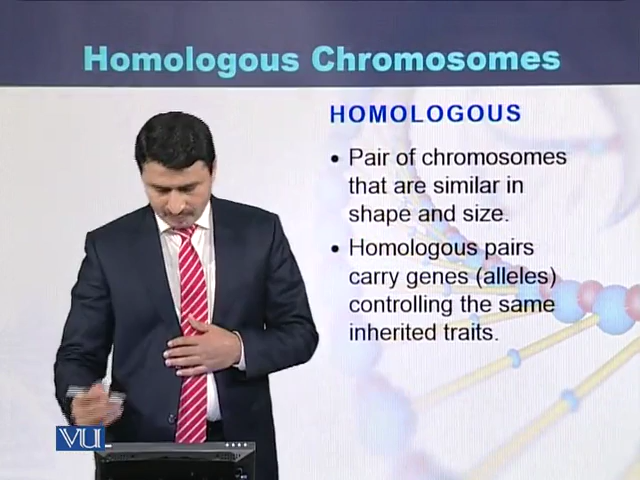 Homologous Chromosomes
HOMOLOGOUS
• Pair of chromosomes
that are similar in
shape and size.
• Homologous pairs
carry genes (alleles)
controlling the same
inherited traits.
VU